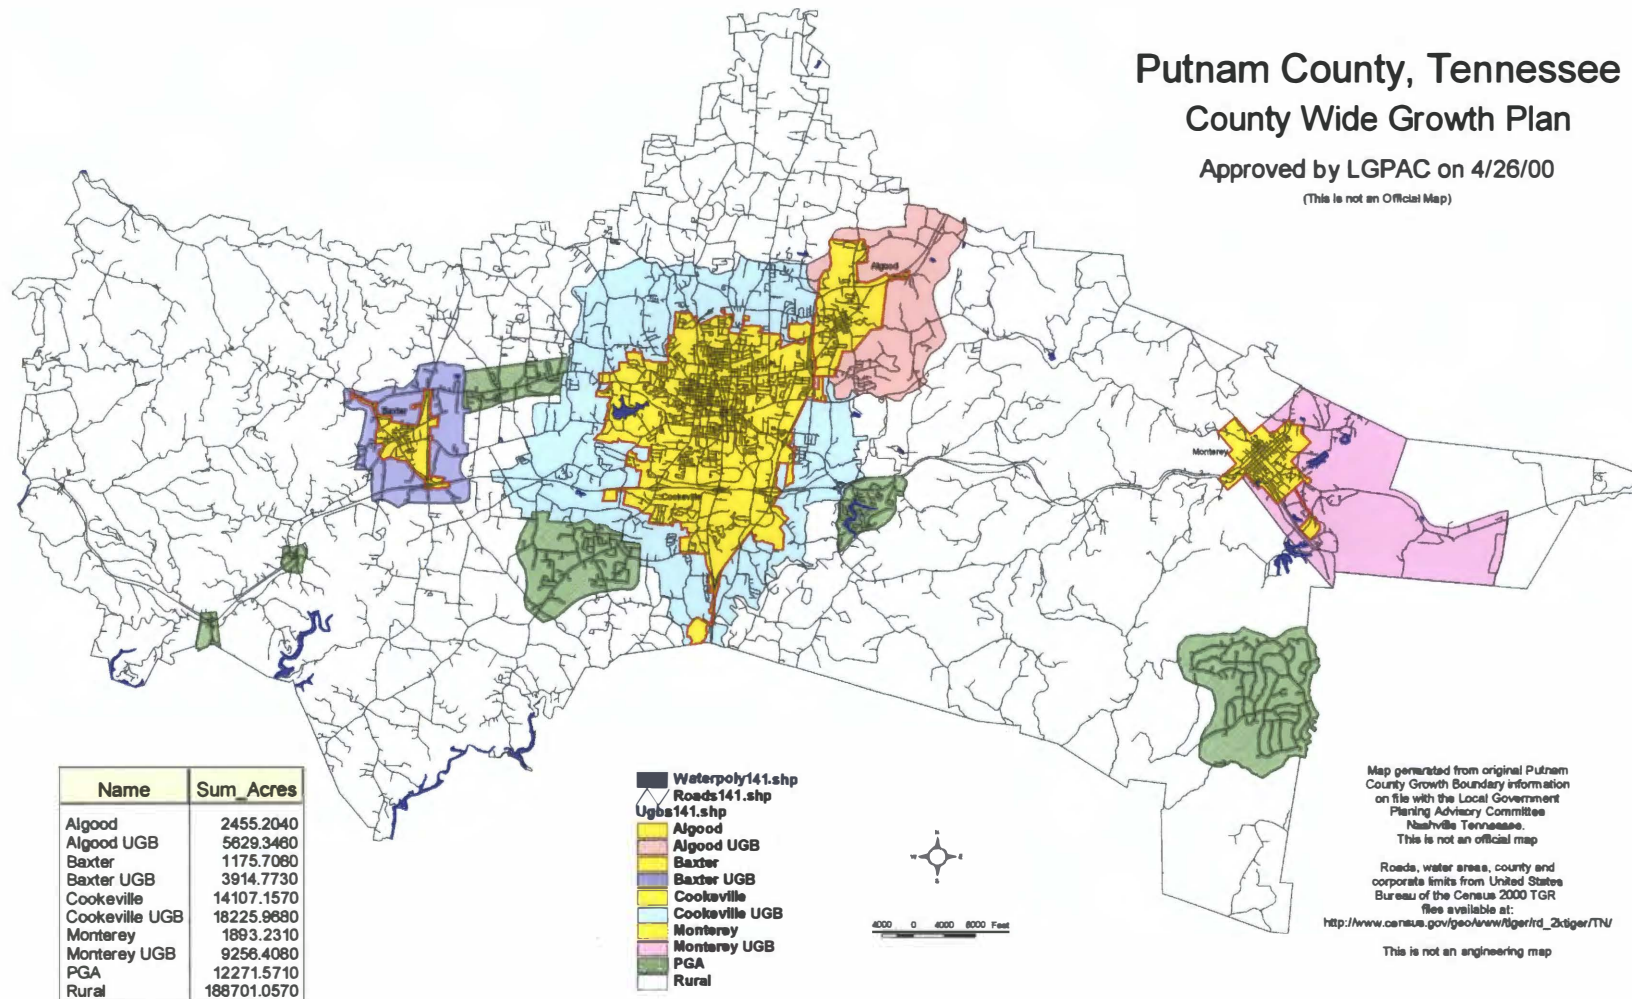 Putnam County, Tennessee
County Wide Growth Plan
Approved by LGPAC on 4/26/00
(This is not an Official Map)
Algood
Baxter
Monterey
Cookeville
Name Sum_Acres
Algood 2455.2040
Algood UGB 5629.3460
Baxter 1175.7060
Baxter UGB 3914.7730
Cookeville 14107.1570
Cookeville UGB 18225.9680
Monterey 1893.2310
Monterey UGB 9256.4080
PGA 12271.5710
Rural 188701.0570
Waterpoly141.shp
Roads141.shp
Ugbs141.shp
Algood
Algood UGB
Baxter
Baxter UGB
Cookeville
Cookeville UGB
Monterey
Monterey UGB
PGA
Rural
N
W E
S
4000 0 4000 8000 Feet
Map generated from original Putnam
County Growth Boundary information
on file with the Local Government
Planing Advisory Committee
Nashville Tennessee.
This is not an official map
Roads, water areas, county and
corporate limits from United States
Bureau of the Census 2000 TGR
files available at:
http://www.census.gov/geo/www/tiger/rd_2ktiger/TN/
This is not an angineering map